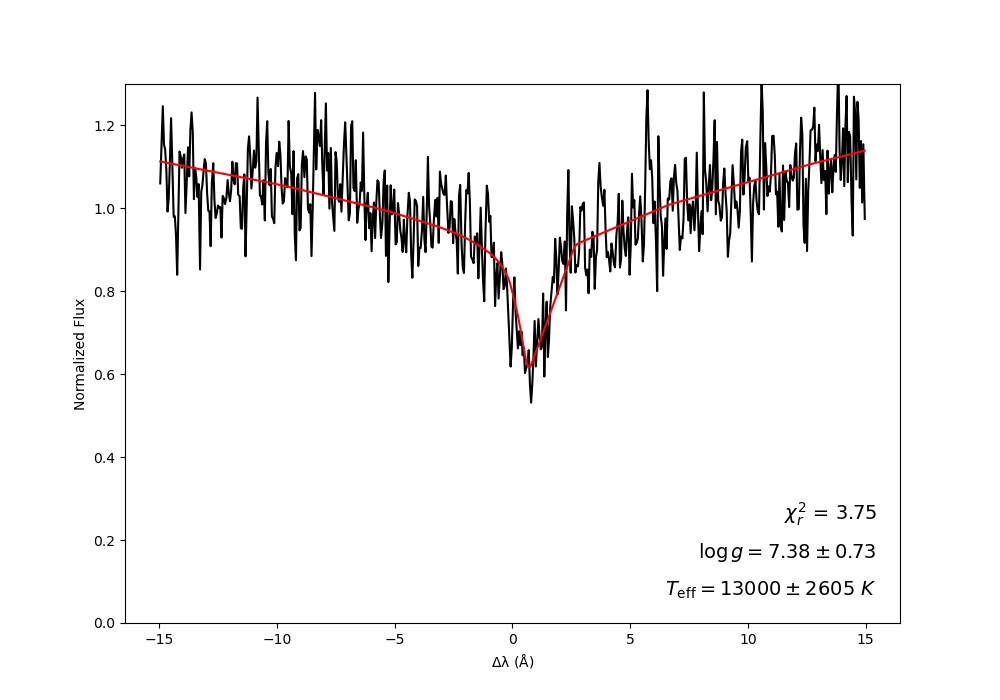 1.2
1.0
0.8
0.6
0.4
0.2
0.0
Normalized Flux
χ²ᵣ = 3.75
log g = 7.38 ± 0.73
T_eff = 13000 ± 2605 K
−15 −10 −5 0 5 10 15
Δλ (Å)